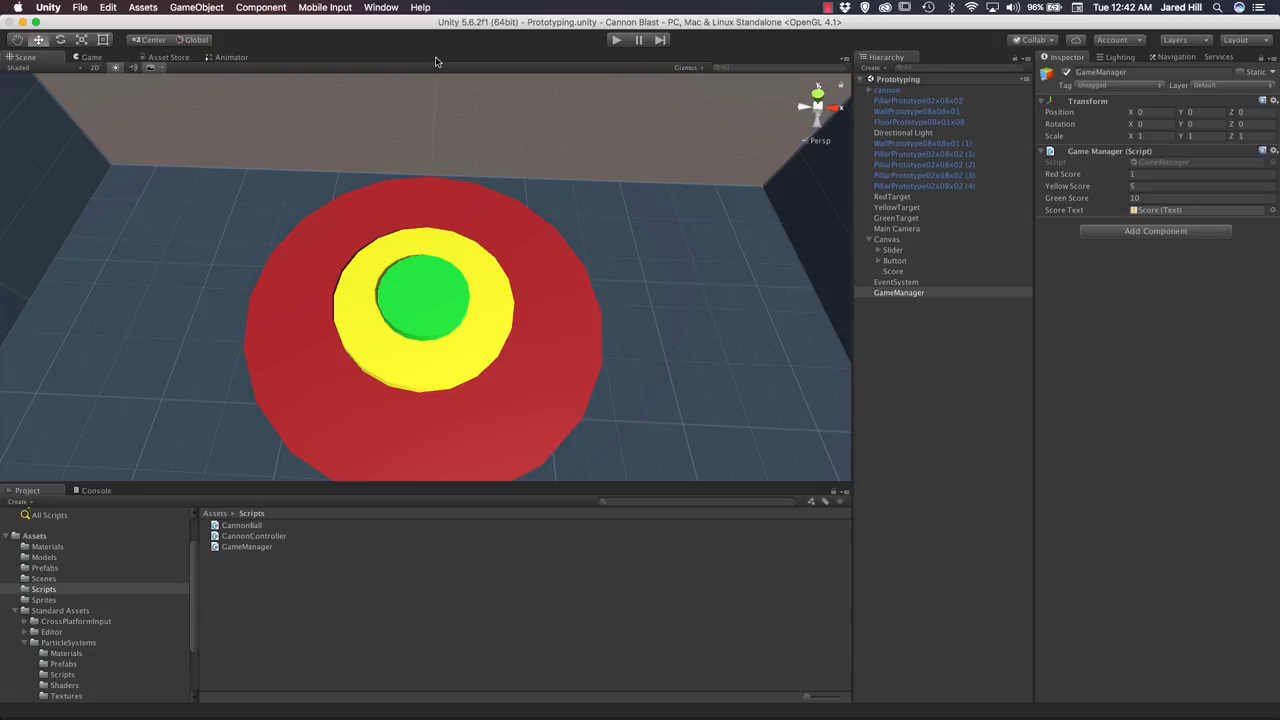 Unity File Edit Assets GameObject Component Mobile Input Window Help 96% Tue 12:42 AM Jared Hill
Unity 5.6.2f1 (64bit) - Prototyping.unity - Cannon Blast - PC, Mac & Linux Standalone <OpenGL 4.1>
Center Global Collab Account Layers Layout
Scene Game Asset Store Animator
Shaded 2D Gizmos All
y
x
Persp
Hierarchy
Create All
Prototyping
cannon
PillarPrototype02x08x02
WallPrototype08x08x01
FloorPrototype08x01x08
Directional Light
WallPrototype08x08x01 (1)
PillarPrototype02x08x02 (1)
PillarPrototype02x08x02 (2)
PillarPrototype02x08x02 (3)
PillarPrototype02x08x02 (4)
RedTarget
YellowTarget
GreenTarget
Main Camera
Canvas
Slider
Button
Score
EventSystem
GameManager
Inspector Lighting Navigation Services
GameManager Static
Tag Untagged Layer Default
Transform
Position X 0 Y 0 Z 0
Rotation X 0 Y 0 Z 0
Scale X 1 Y 1 Z 1
Game Manager (Script)
Script GameManager
Red Score 1
Yellow Score 5
Green Score 10
Score Text Score (Text)
Add Component
Project Console
Create
All Scripts
Assets
Materials
Models
Prefabs
Scenes
Scripts
Sprites
Standard Assets
CrossPlatformInput
Editor
ParticleSystems
Materials
Prefabs
Scripts
Shaders
Textures
Assets Scripts
CannonBall
CannonController
GameManager